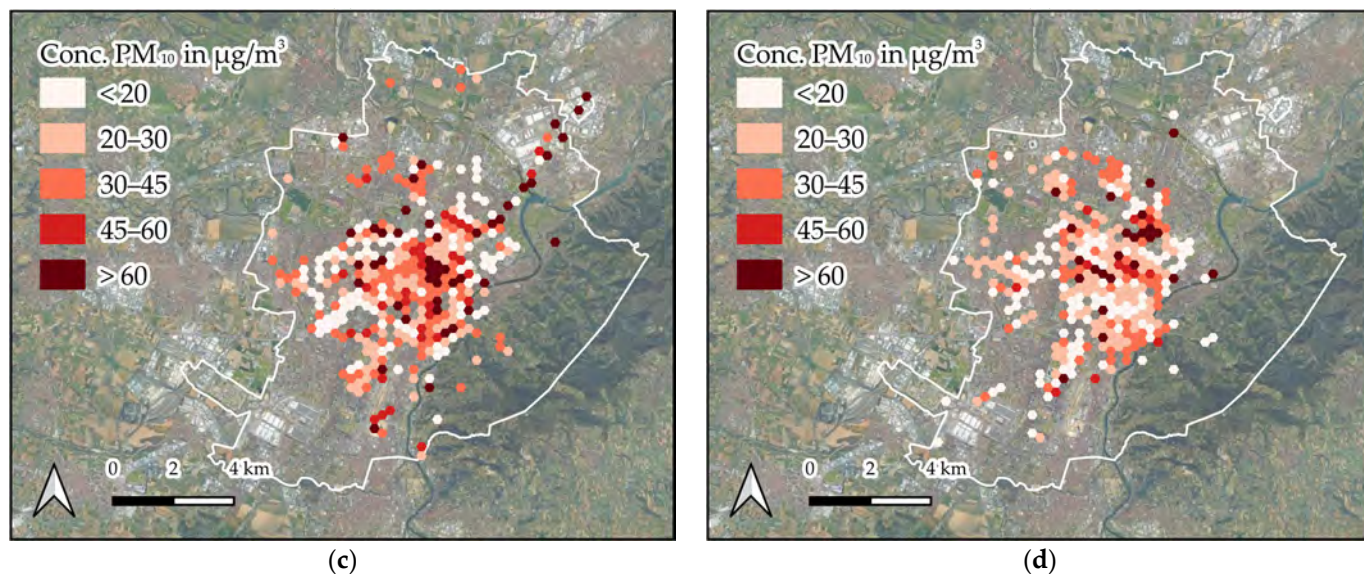 Conc. PM₁₀ in µg/m³
<20
20–30
30–45
45–60
>60
0 2 4 km
(c)
Conc. PM₁₀ in µg/m³
<20
20–30
30–45
45–60
>60
0 2 4 km
(d)